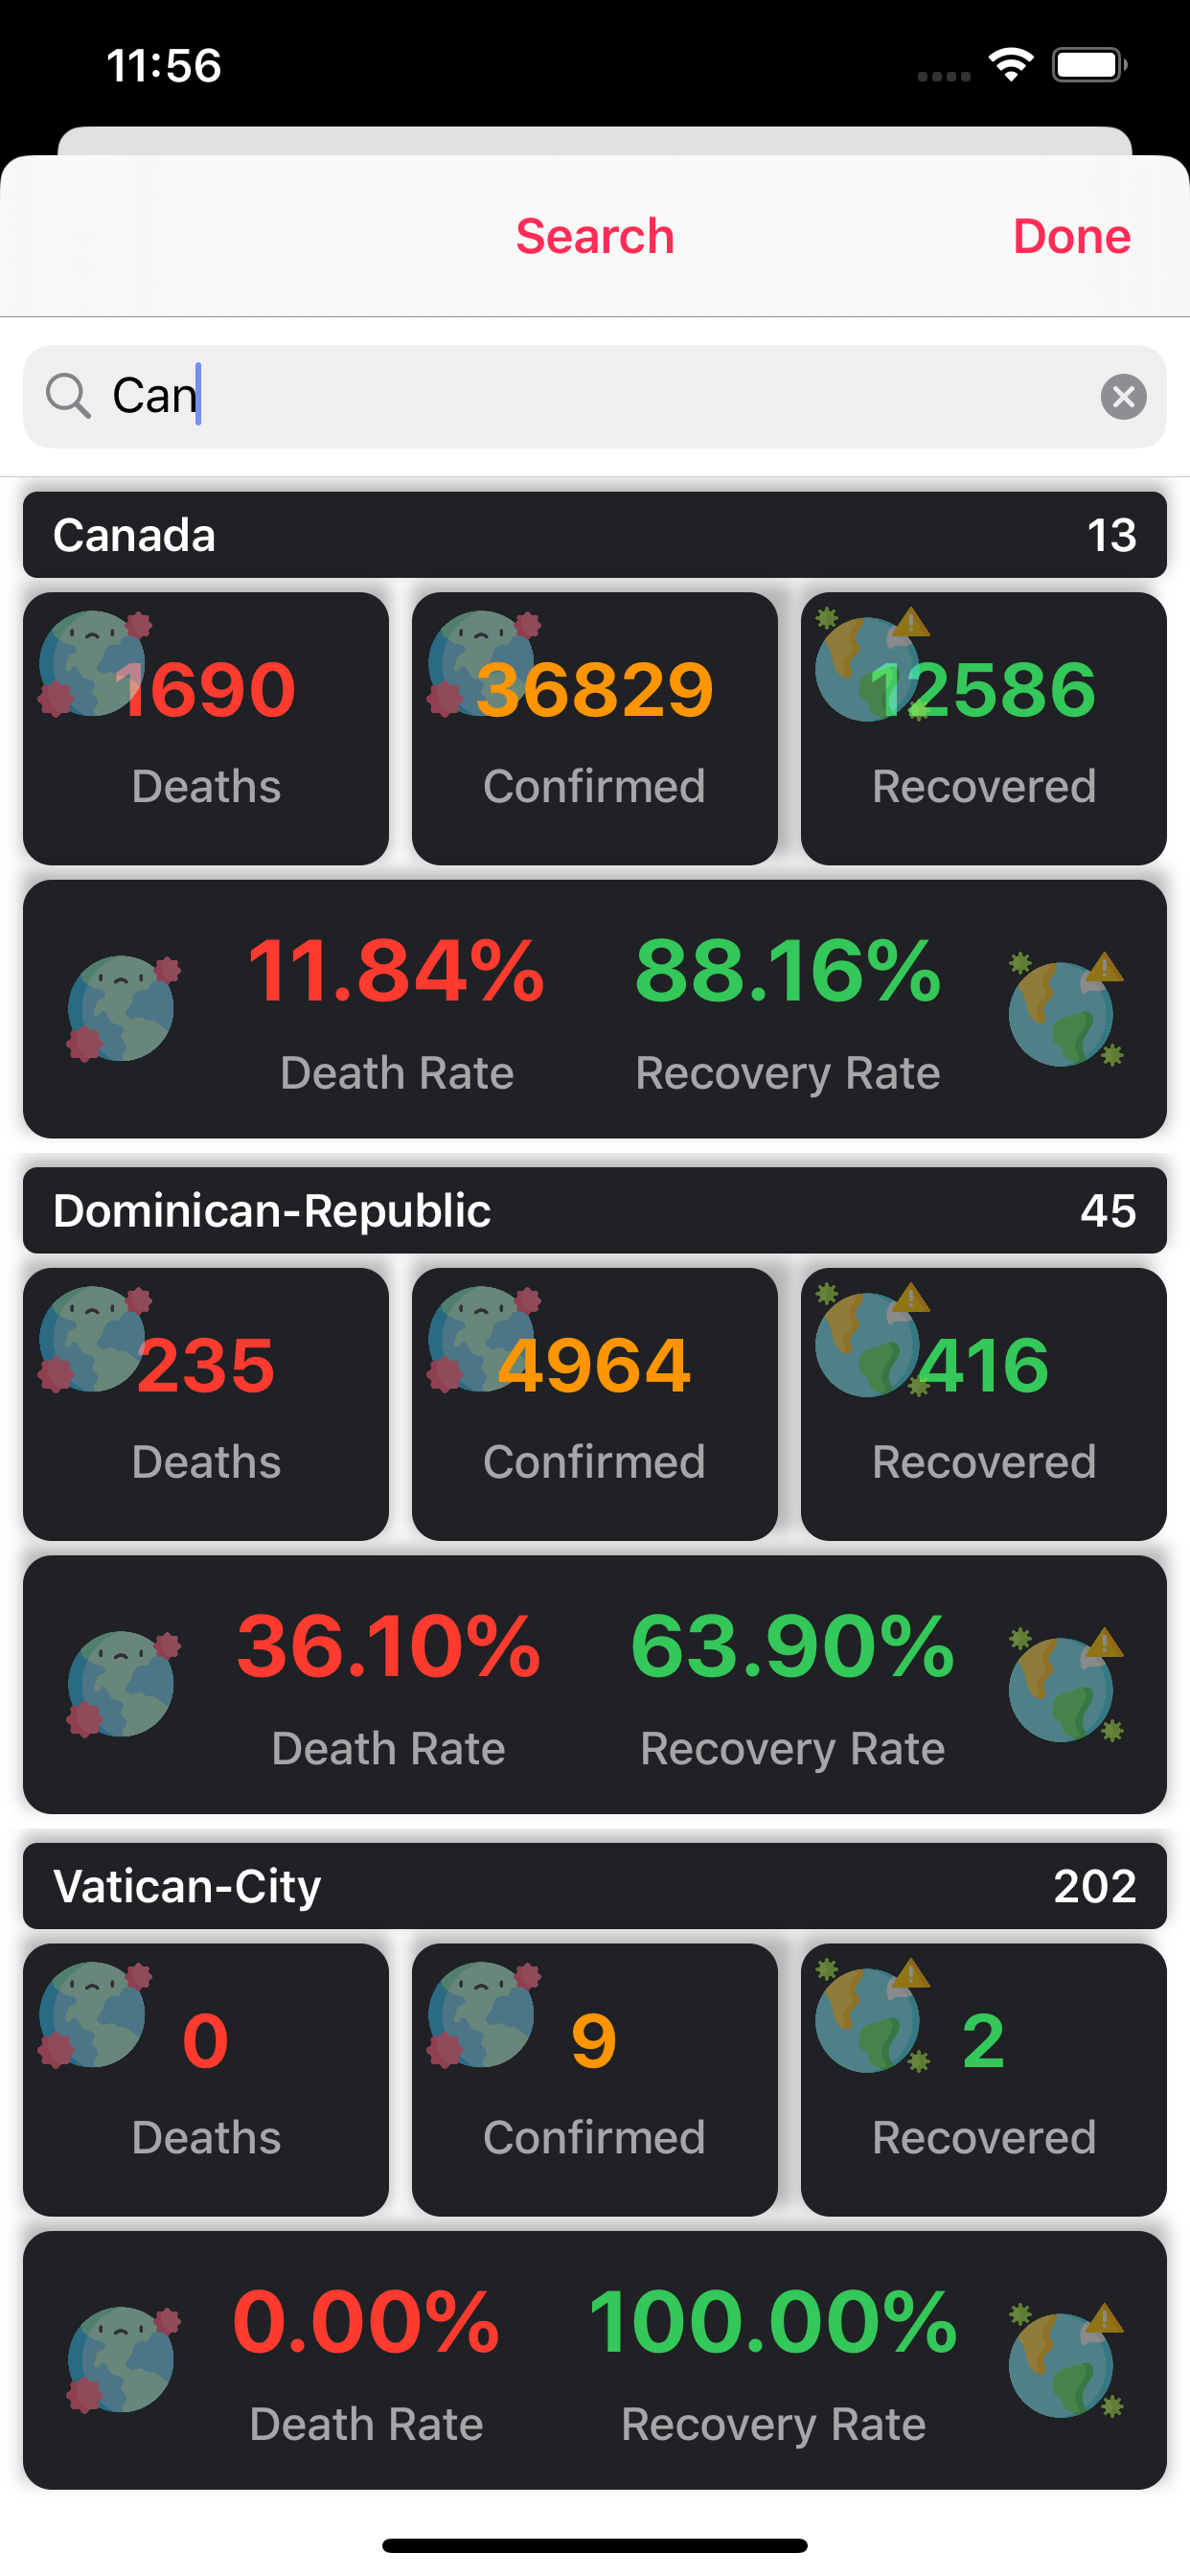 11:56
Search Done
Can
Canada 13
1690 36829 12586
Deaths Confirmed Recovered
11.84% 88.16%
Death Rate Recovery Rate
Dominican-Republic 45
235 4964 416
Deaths Confirmed Recovered
36.10% 63.90%
Death Rate Recovery Rate
Vatican-City 202
0 9 2
Deaths Confirmed Recovered
0.00% 100.00%
Death Rate Recovery Rate